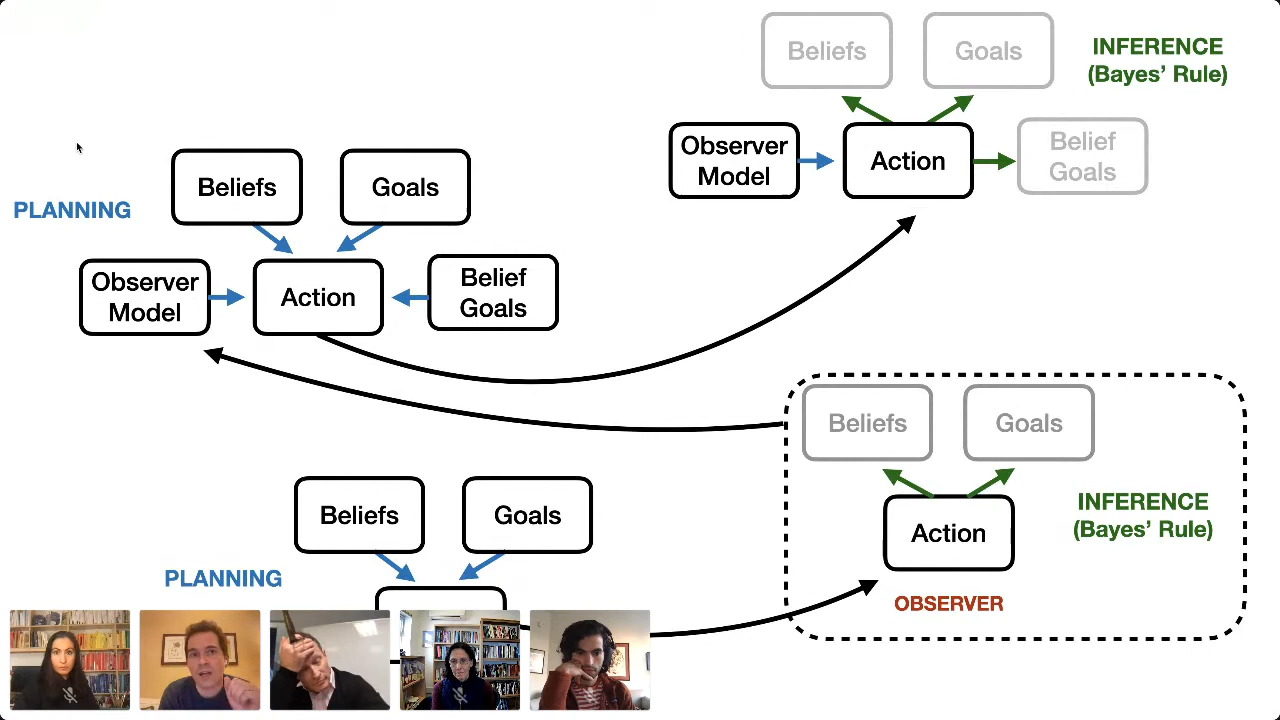 Beliefs
Goals
INFERENCE
(Bayes' Rule)
Observer
Model
Action
Belief
Goals
PLANNING
Beliefs
Goals
Observer
Model
Action
Belief
Goals
Beliefs
Goals
Action
INFERENCE
(Bayes' Rule)
OBSERVER
PLANNING
Beliefs
Goals